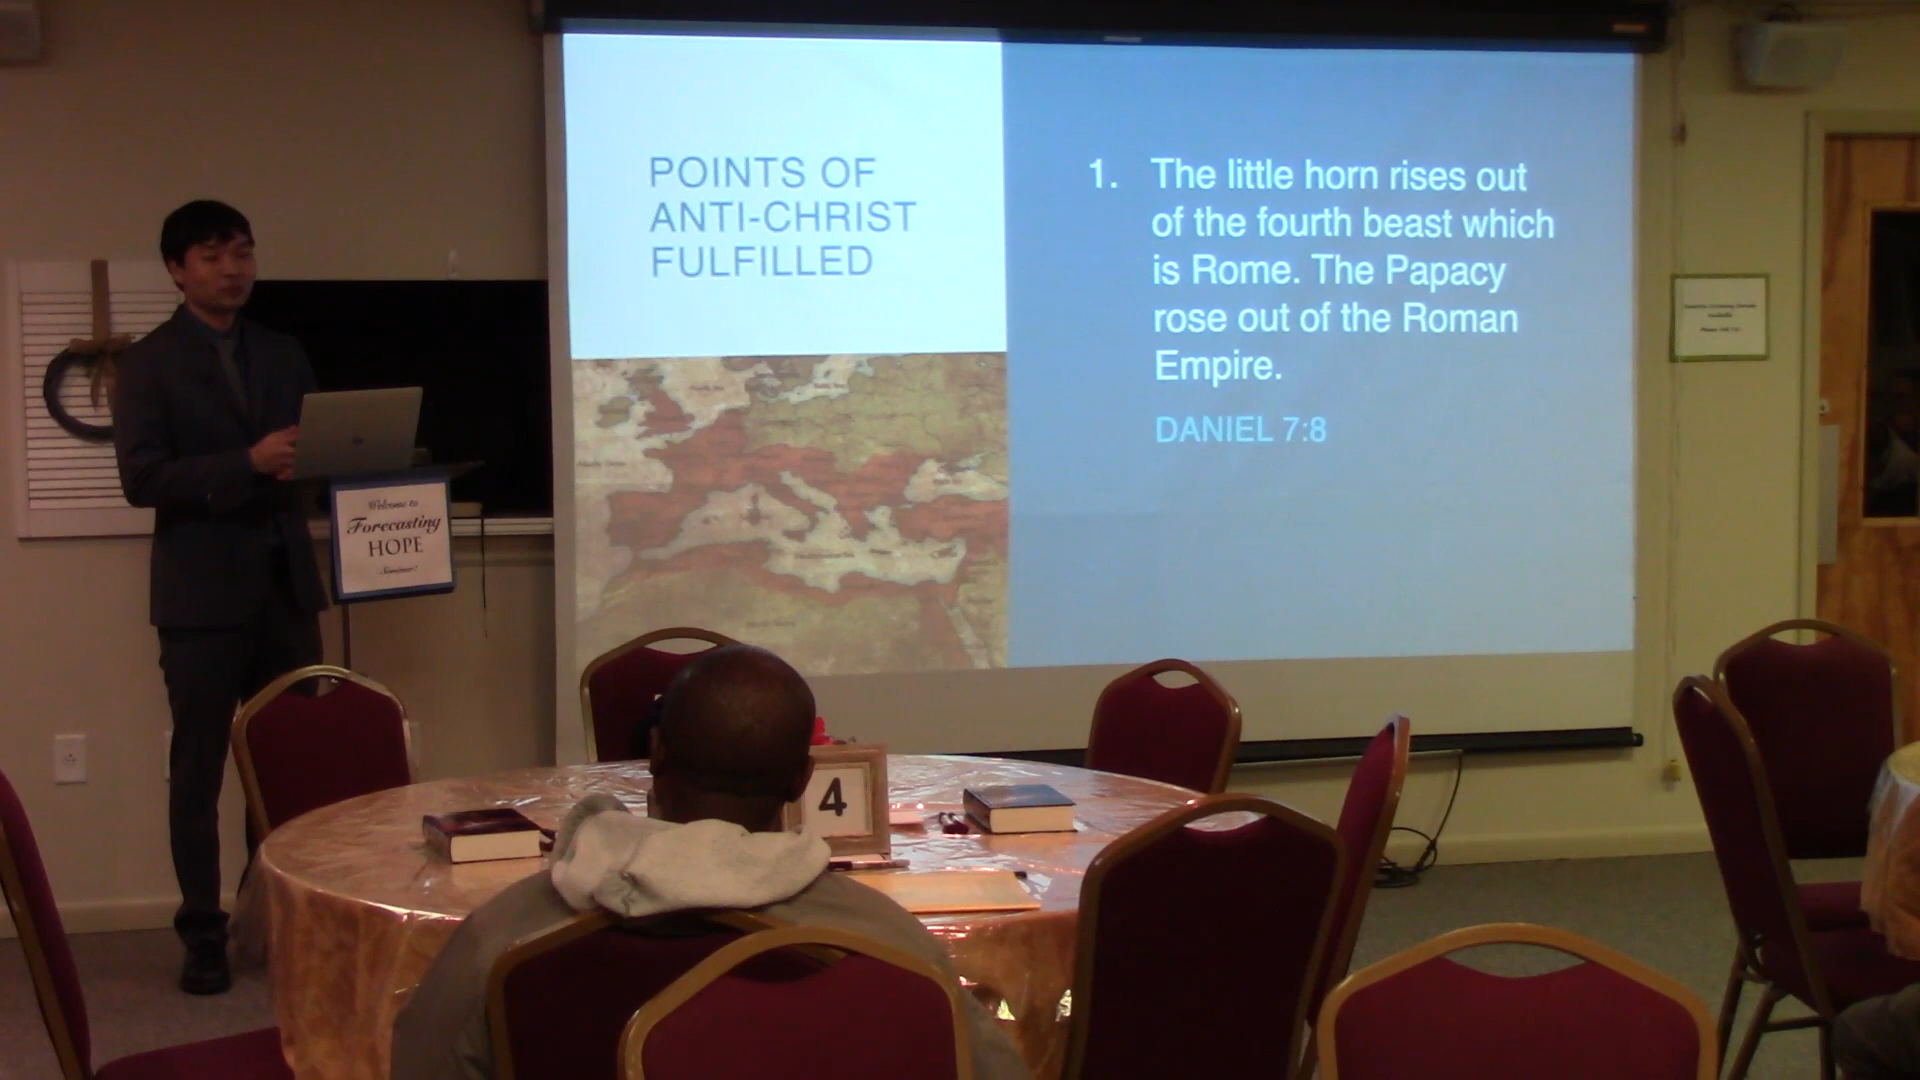 POINTS OF
ANTI-CHRIST
FULFILLED
1. The little horn rises out
of the fourth beast which
is Rome. The Papacy
rose out of the Roman
Empire.
DANIEL 7:8
Welcome to
Forecasting
HOPE
Seminar!
4